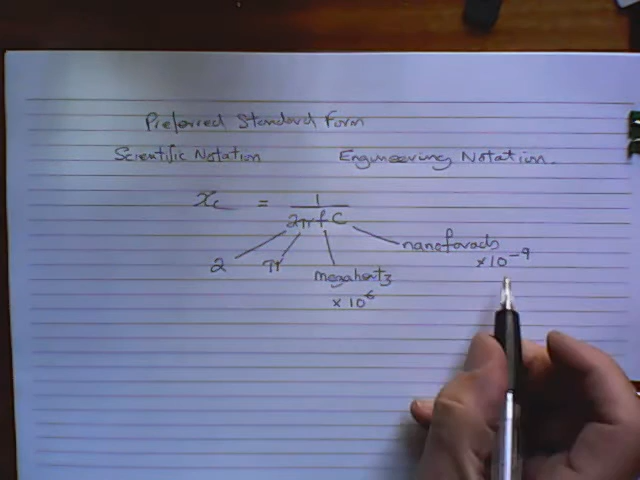 Preferred Standard Form
Scientific Notation Engineering Notation.
Xc = 1
2πfC
nanofarads
×10⁻⁹
2 π megahertz
×10⁶